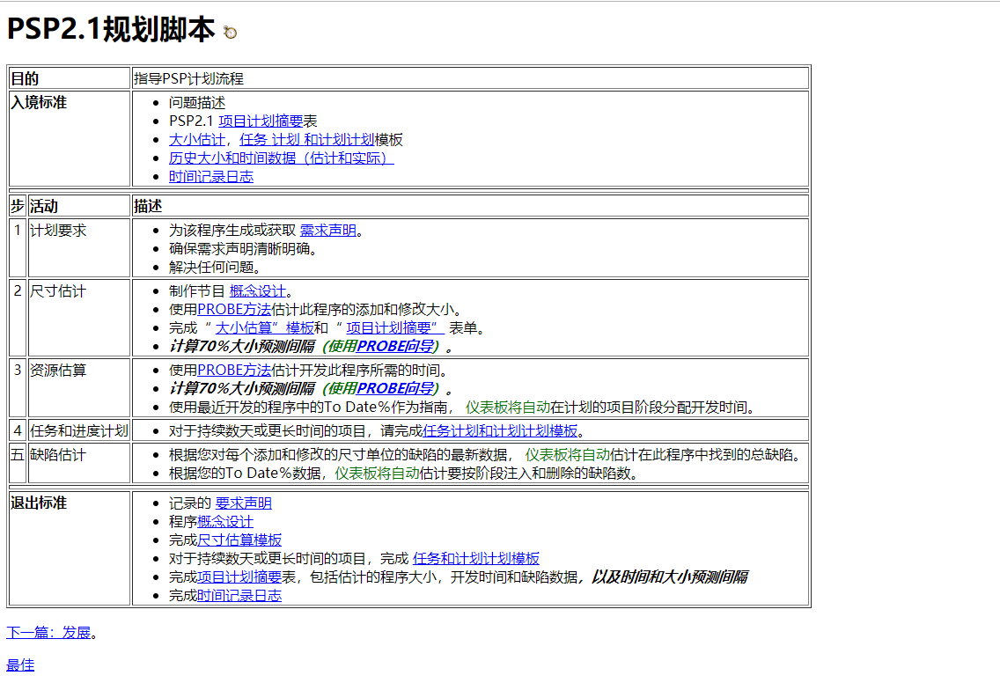 PSP2.1规划脚本
目的 指导PSP计划流程
入境标准
问题描述
PSP2.1 项目计划摘要表
大小估计，任务 计划 和计划计划模板
历史大小和时间数据（估计和实际）
时间记录日志
步 活动 描述
1 计划要求
为该程序生成或获取 需求声明。
确保需求声明清晰明确。
解决任何问题。
2 尺寸估计
制作节目 概念设计。
使用PROBE方法估计此程序的添加和修改大小。
完成“ 大小估算”模板和“ 项目计划摘要” 表单。
计算70％大小预测间隔（使用PROBE向导）。
3 资源估算
使用PROBE方法估计开发此程序所需的时间。
计算70％大小预测间隔（使用PROBE向导）。
使用最近开发的程序中的To Date％作为指南， 仪表板将自动在计划的项目阶段分配开发时间。
4 任务和进度计划
对于持续数天或更长时间的项目，请完成任务计划和计划计划模板。
五 缺陷估计
根据您对每个添加和修改的尺寸单位的缺陷的最新数据， 仪表板将自动估计在此程序中找到的总缺陷。
根据您的To Date％数据，仪表板将自动估计要按阶段注入和删除的缺陷数。
退出标准
记录的 要求声明
程序概念设计
完成尺寸估算模板
对于持续数天或更长时间的项目，完成 任务和计划计划模板
完成项目计划摘要表，包括估计的程序大小，开发时间和缺陷数据，以及时间和大小预测间隔
完成时间记录日志
下一篇：发展。
最佳